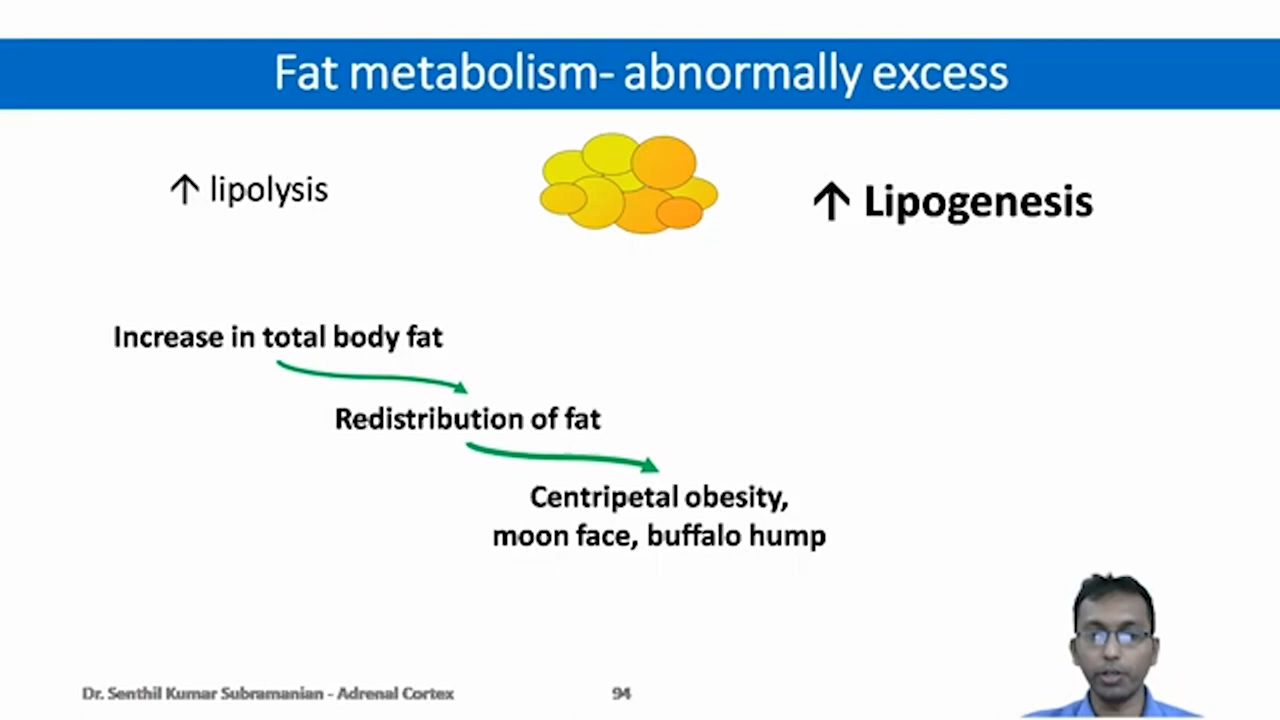 Fat metabolism- abnormally excess
↑ lipolysis
↑ Lipogenesis
Increase in total body fat
Redistribution of fat
Centripetal obesity,
moon face, buffalo hump
Dr. Senthil Kumar Subramanian - Adrenal Cortex
94